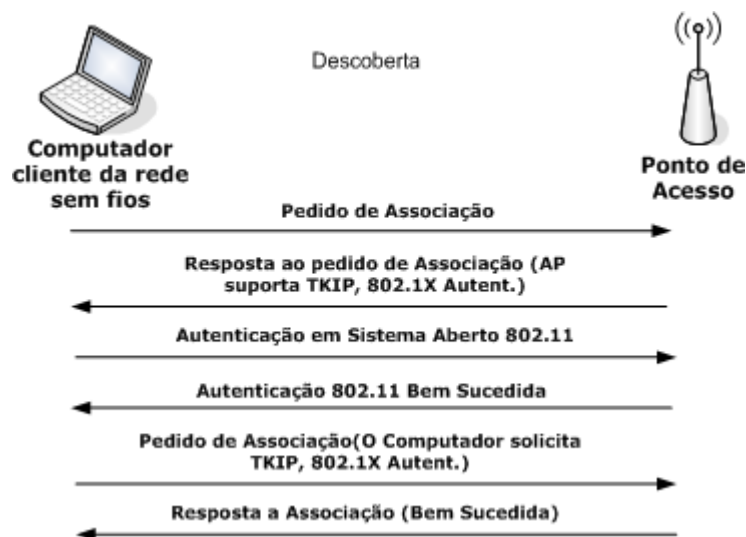 Descoberta
Computador
cliente da rede
sem fios
Ponto de
Acesso
Pedido de Associação
Resposta ao pedido de Associação (AP
suporta TKIP, 802.1X Autent.)
Autenticação em Sistema Aberto 802.11
Autenticação 802.11 Bem Sucedida
Pedido de Associação(O Computador solicita
TKIP, 802.1X Autent.)
Resposta a Associação (Bem Sucedida)